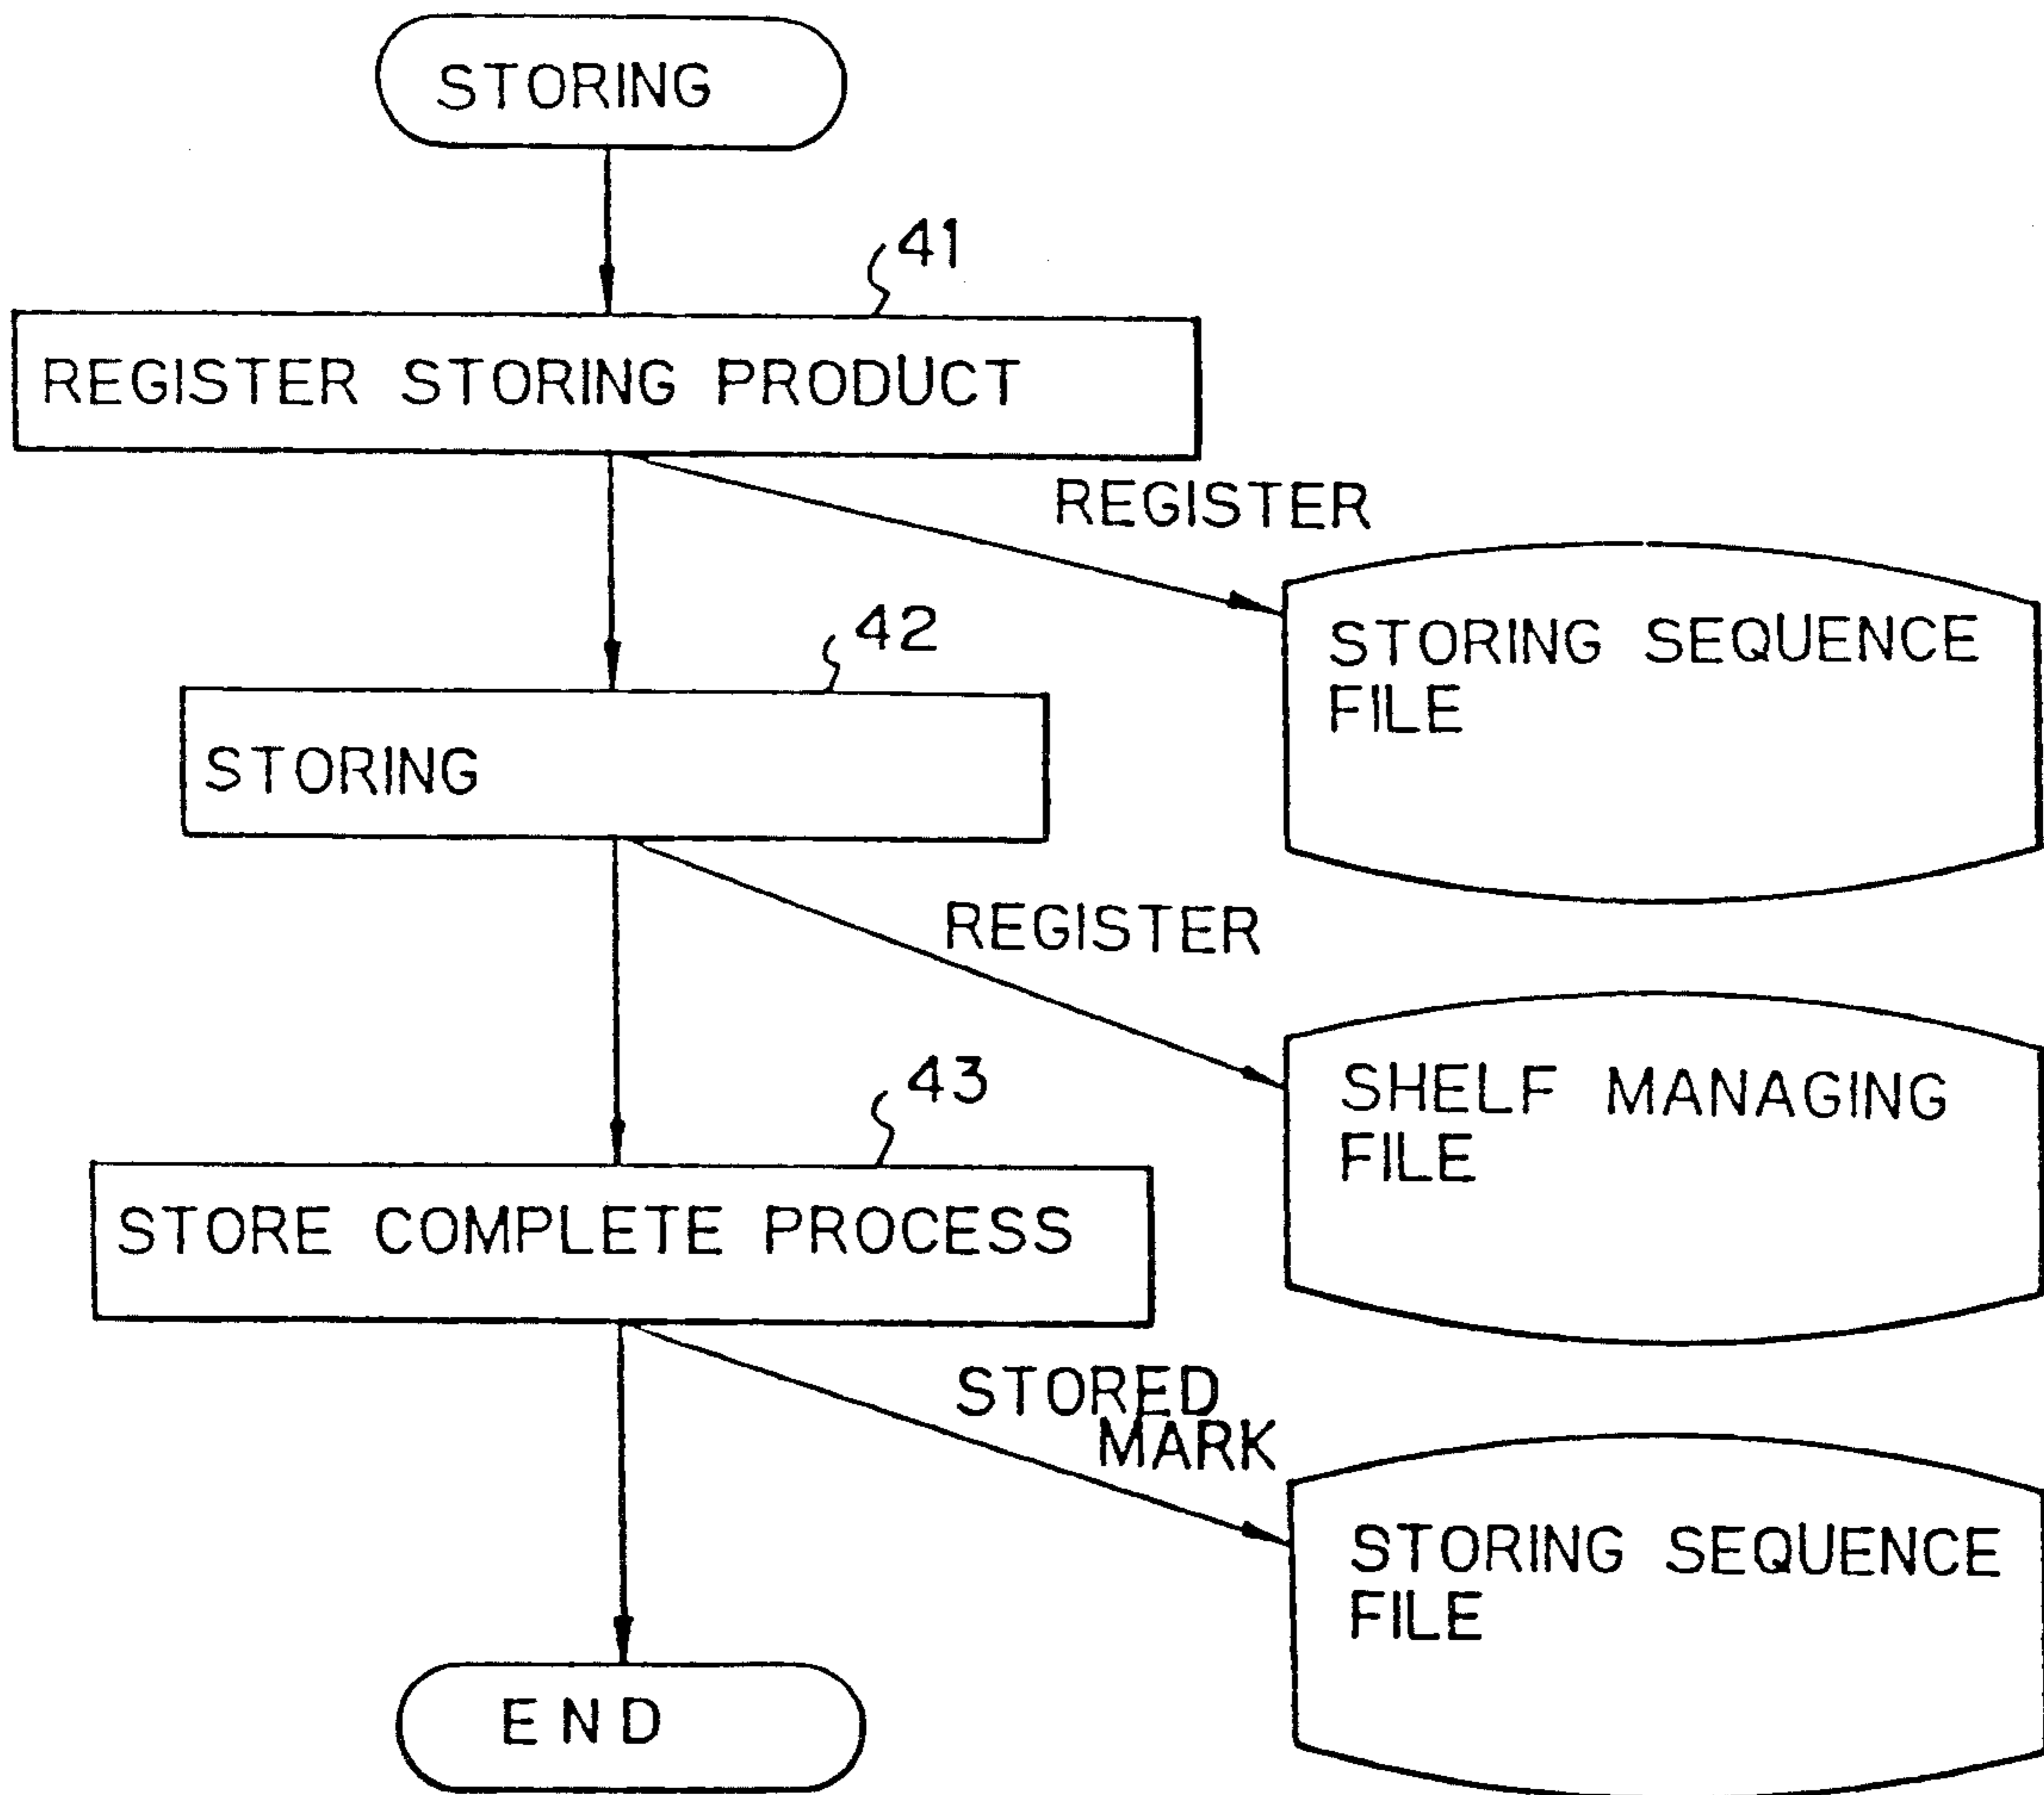 STORING
41
REGISTER STORING PRODUCT
REGISTER
STORING SEQUENCE
FILE
42
STORING
REGISTER
SHELF MANAGING
FILE
43
STORE COMPLETE PROCESS
STORED
MARK
STORING SEQUENCE
FILE
END